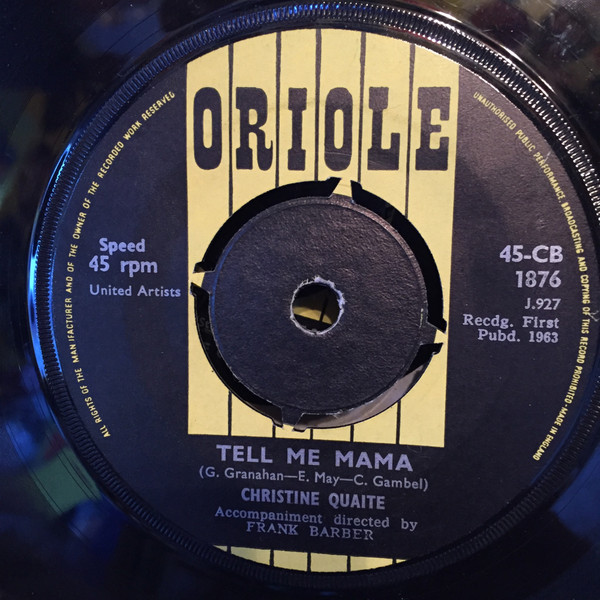 ORIOLE
ALL RIGHTS OF THE MANUFACTURER AND OF THE OWNER OF THE RECORDED WORK RESERVED
UNAUTHORISED PUBLIC PERFORMANCE BROADCASTING AND COPYING OF THIS RECORD PROHIBITED · MADE IN ENGLAND
Speed
45 rpm
United Artists
45-CB
1876
J.927
Recdg. First
Pubd. 1963
TELL ME MAMA
(G. Granahan—E. May—C. Gambel)
CHRISTINE QUAITE
Accompaniment directed by
FRANK BARBER